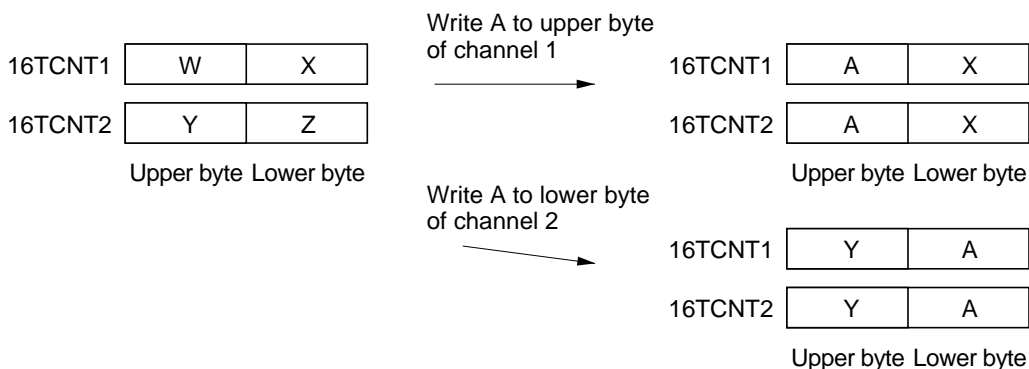 Write A to upper byte
of channel 1
16TCNT1 W X
16TCNT2 Y Z
Upper byte Lower byte
16TCNT1 A X
16TCNT2 A X
Upper byte Lower byte
Write A to lower byte
of channel 2
16TCNT1 Y A
16TCNT2 Y A
Upper byte Lower byte